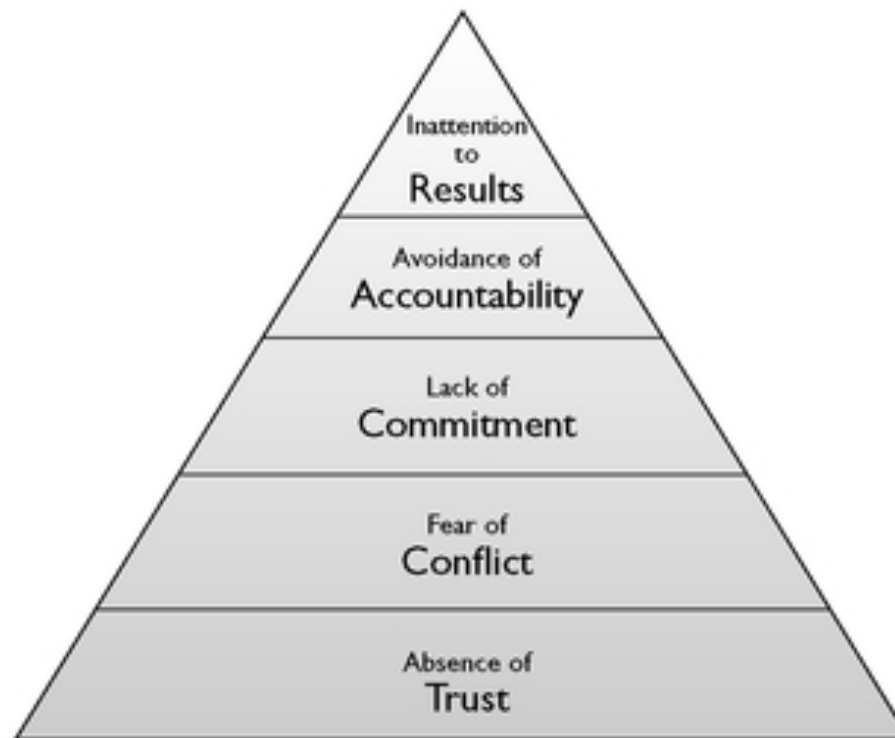 Inattention
to
Results
Avoidance of
Accountability
Lack of
Commitment
Fear of
Conflict
Absence of
Trust